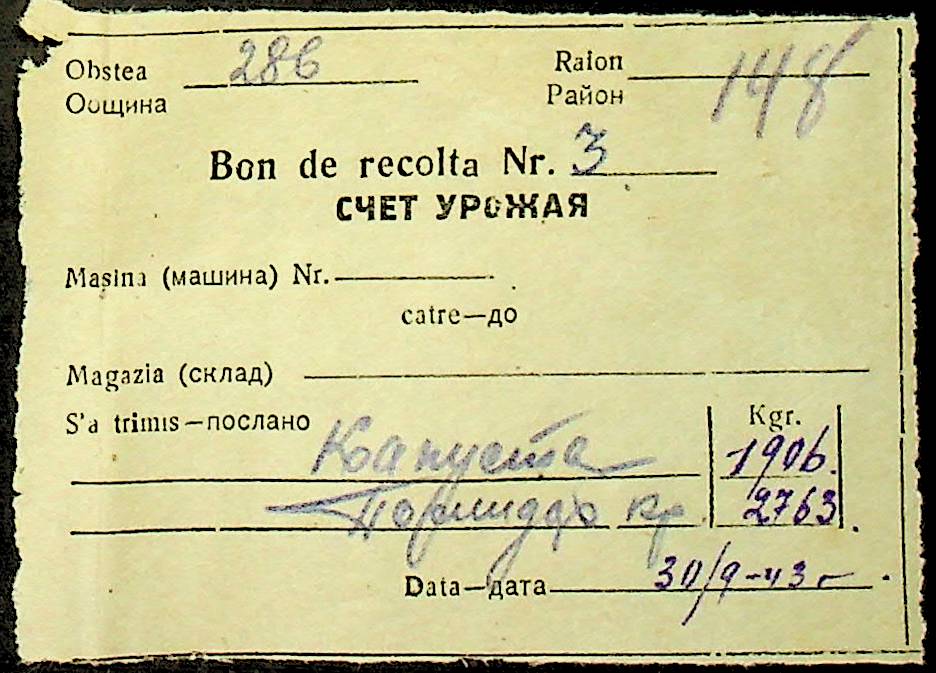 Obstea 286 Raion 148
Община Район
Bon de recolta Nr. 3
СЧЕТ УРОЖАЯ
Mașina (машина) Nr.
catre—до
Magazia (склад)
S'a trimis—послано Kgr.
Капуста 1906.
Помидор кр 2763.
Data—дата 30/9-43 г